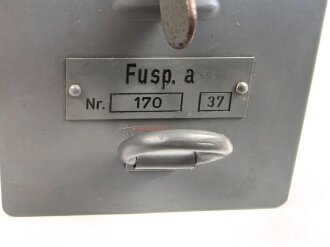 Fusp. a
Nr. 170 37